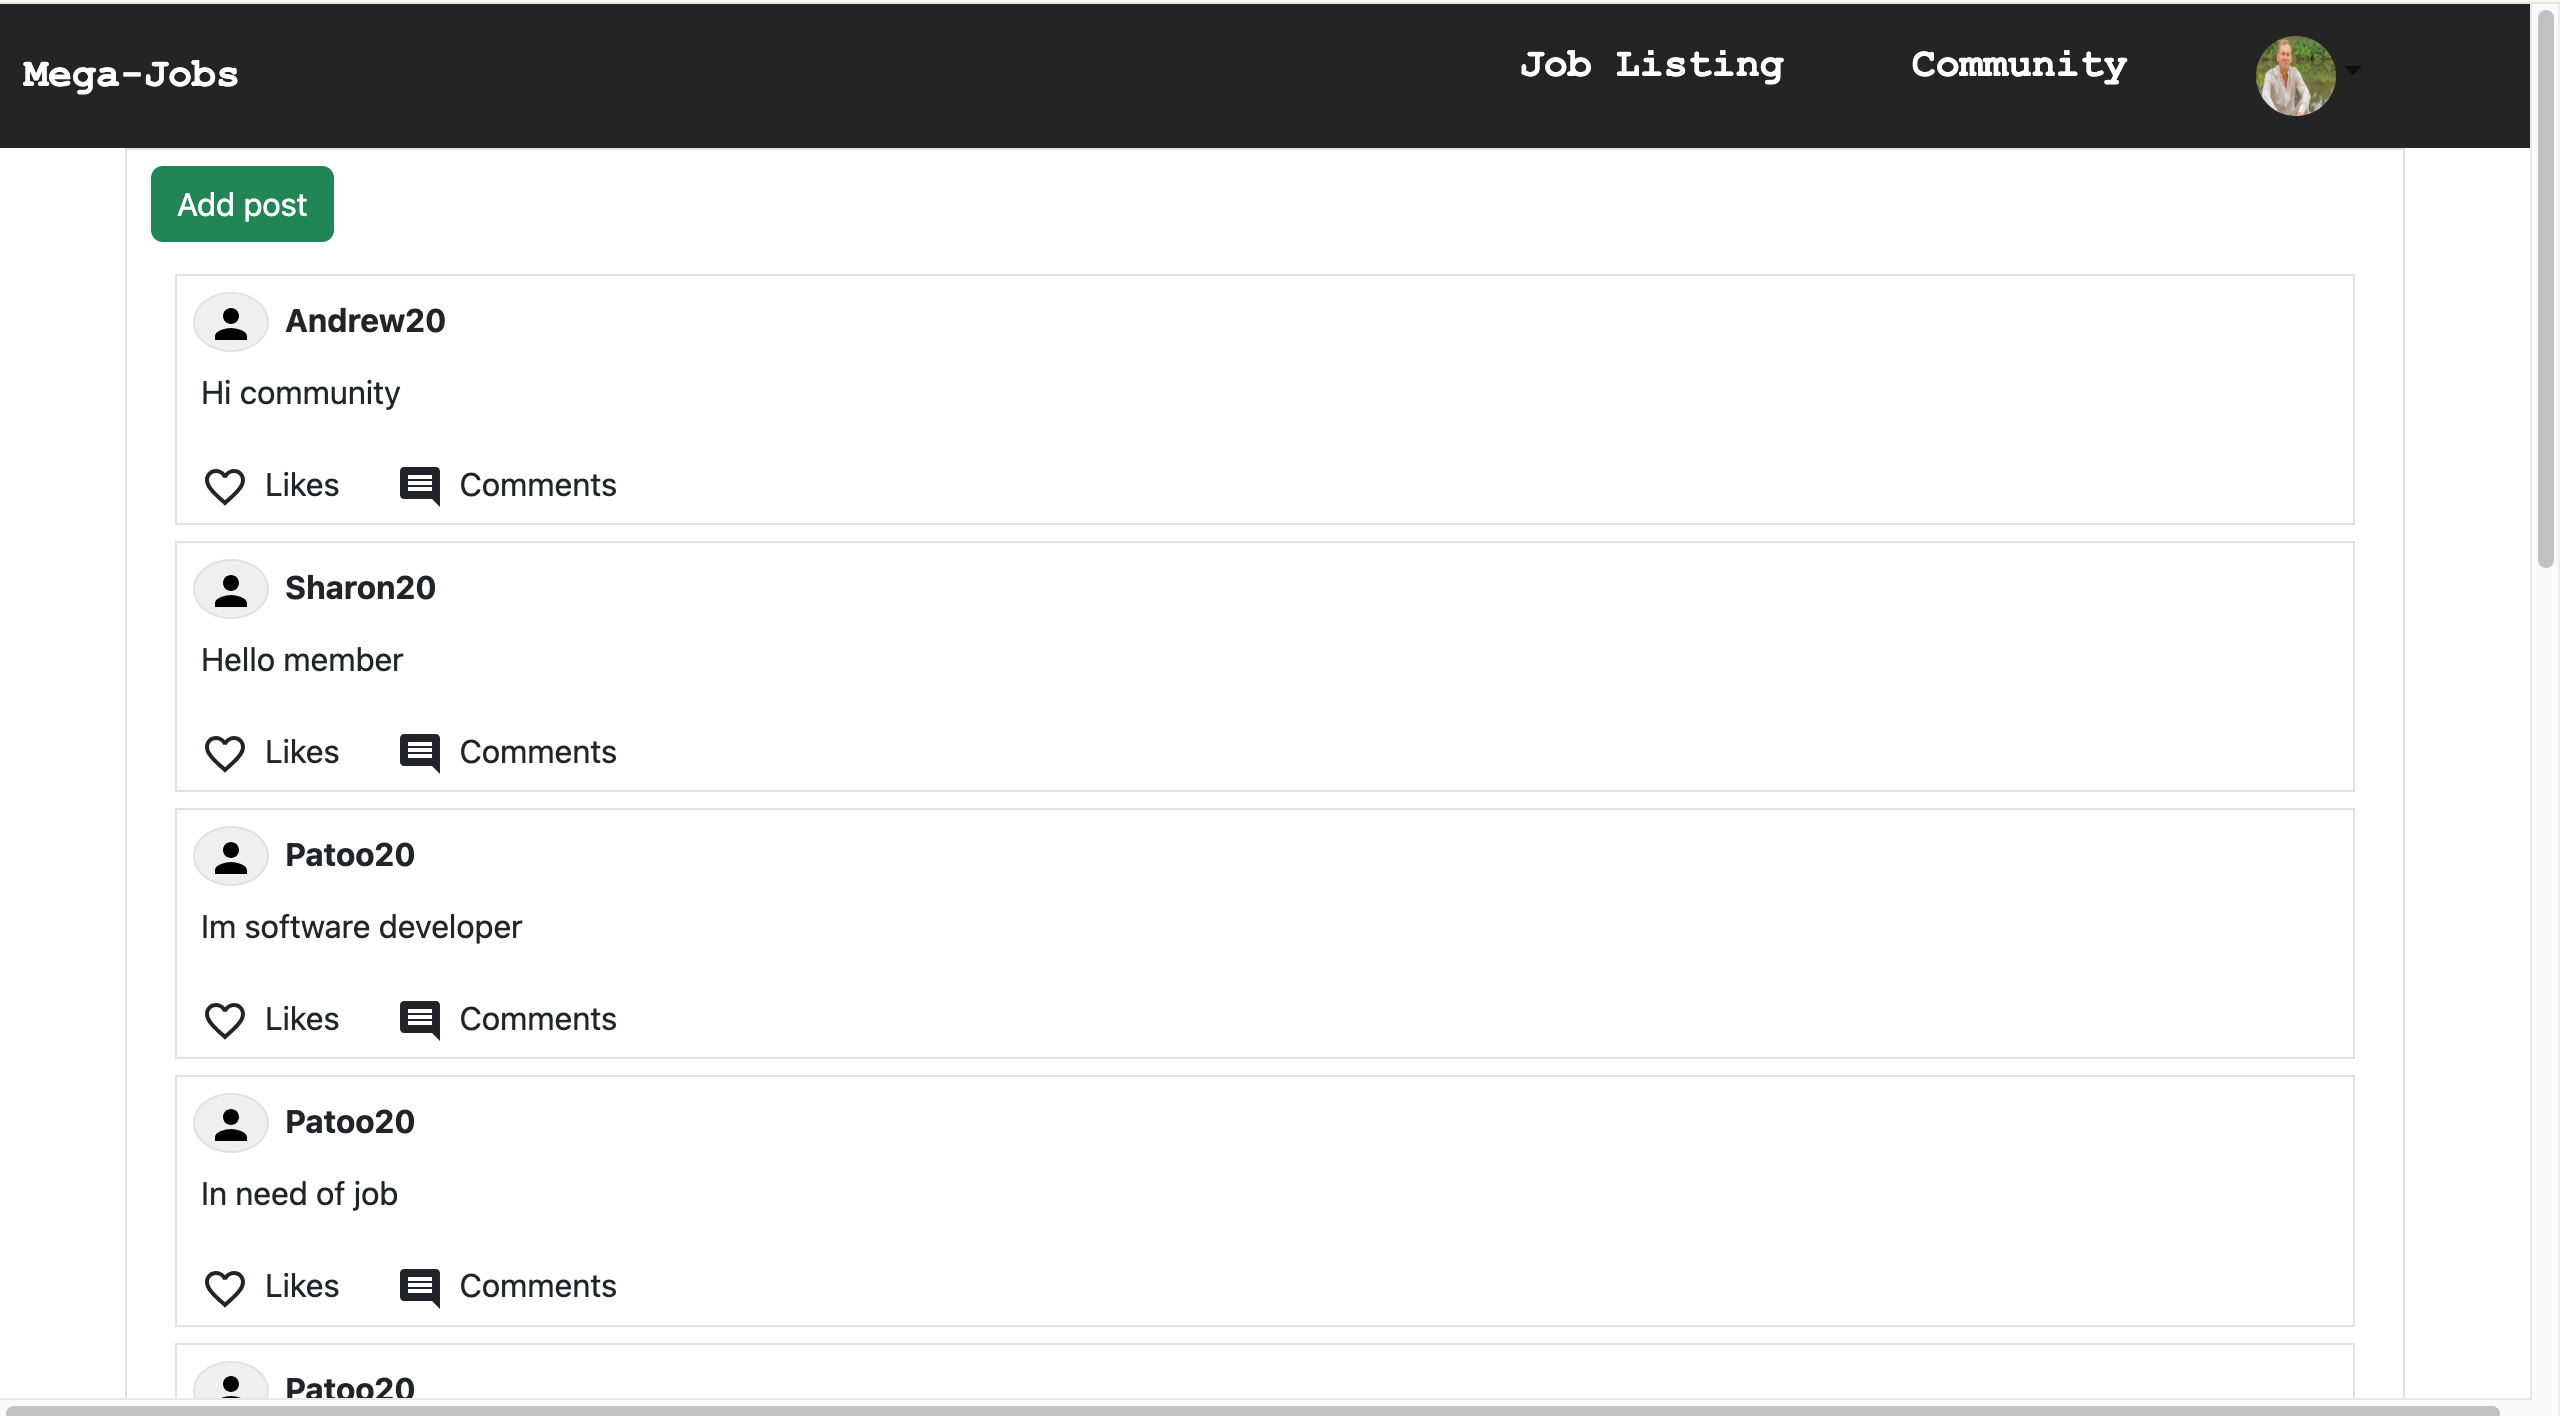 Mega-Jobs
Job Listing
Community
Add post
Andrew20
Hi community
Likes
Comments
Sharon20
Hello member
Likes
Comments
Patoo20
Im software developer
Likes
Comments
Patoo20
In need of job
Likes
Comments
Patoo20